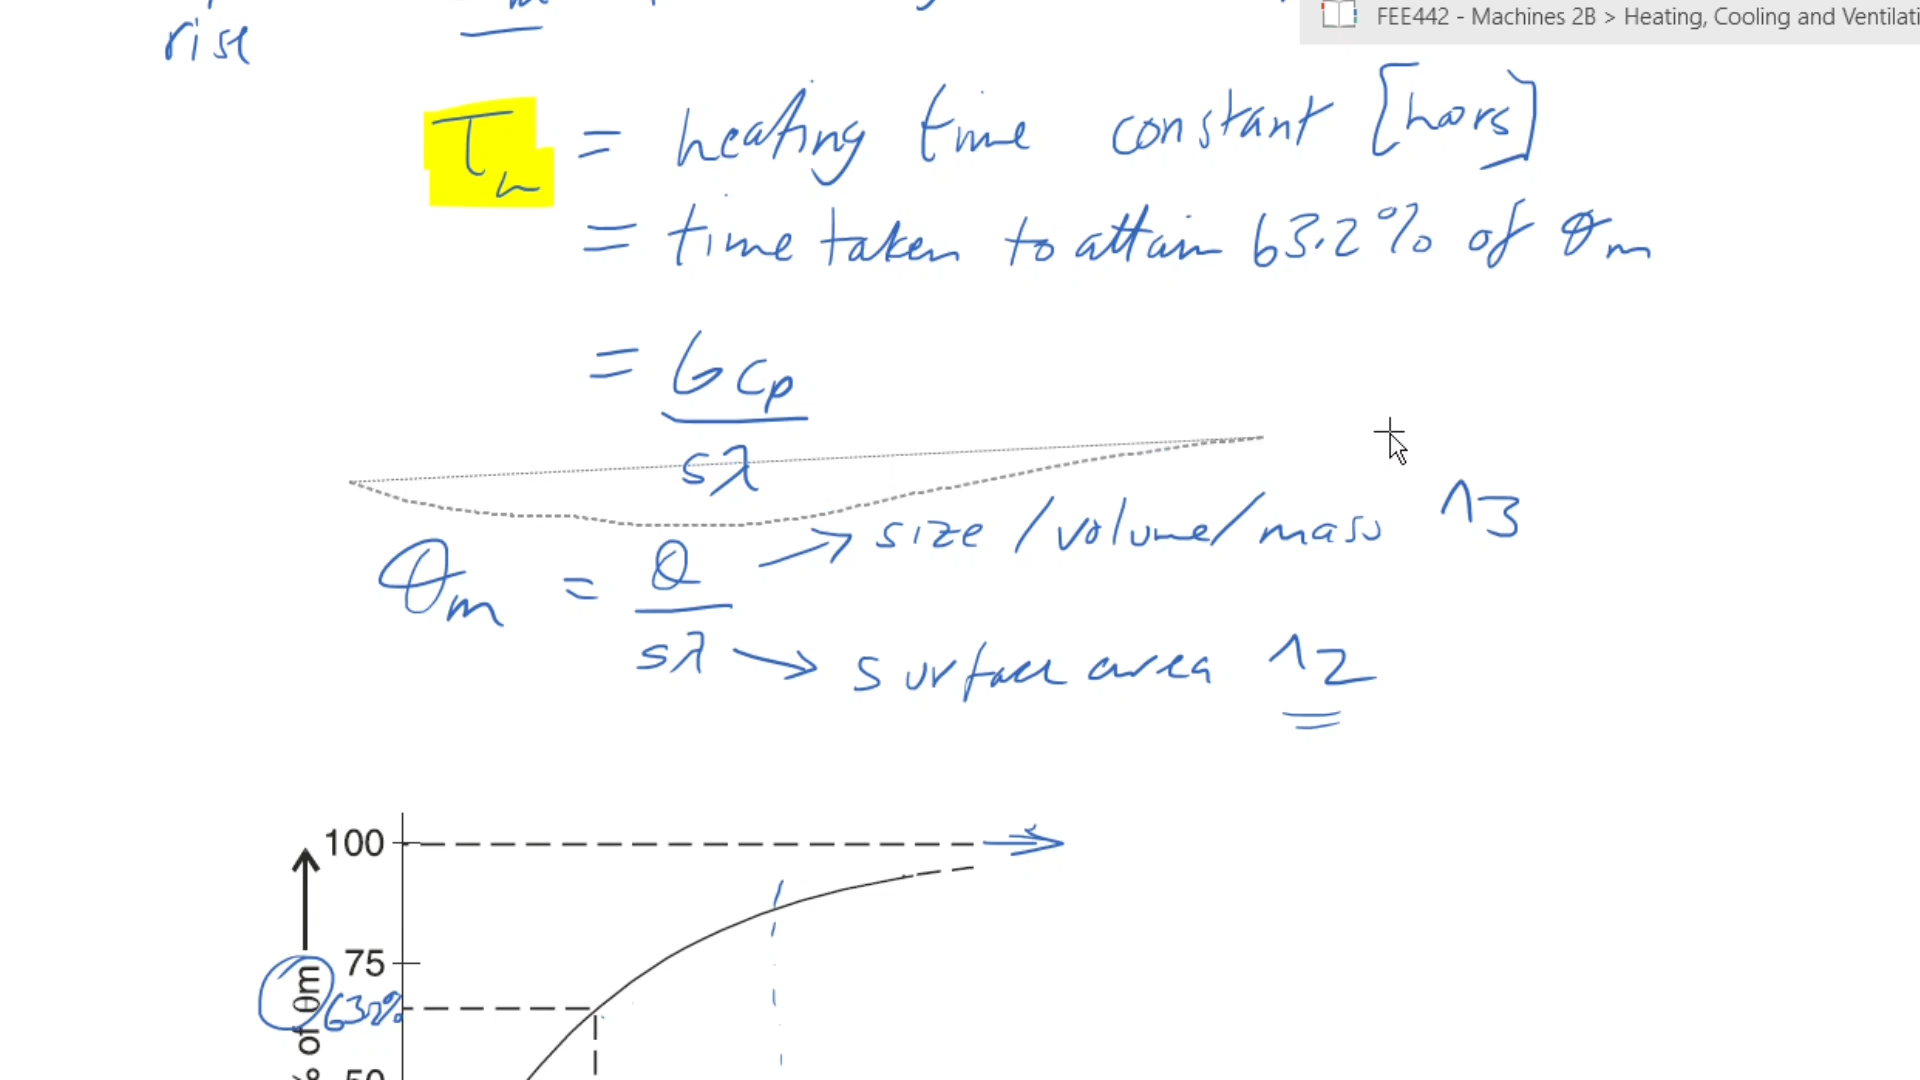 FEE442 - Machines 2B > Heating, Cooling and Ventilati
rise
τh = heating time constant [hours]
= time taken to attain 63.2% of θm
= G cp
sλ
θm = Q → size / volume / mass ^3
sλ → surface area ^2
100
75
63.2%
50
% of θm